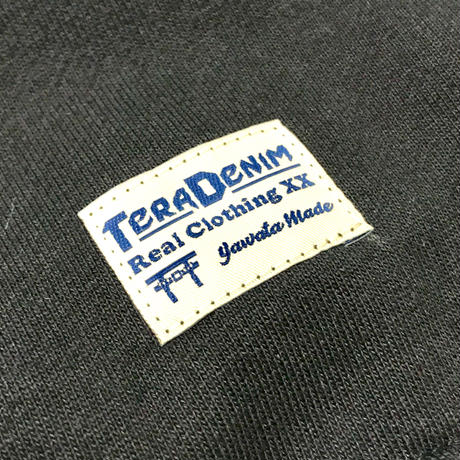 TERADENIM
Real Clothing XX
Yawata Made